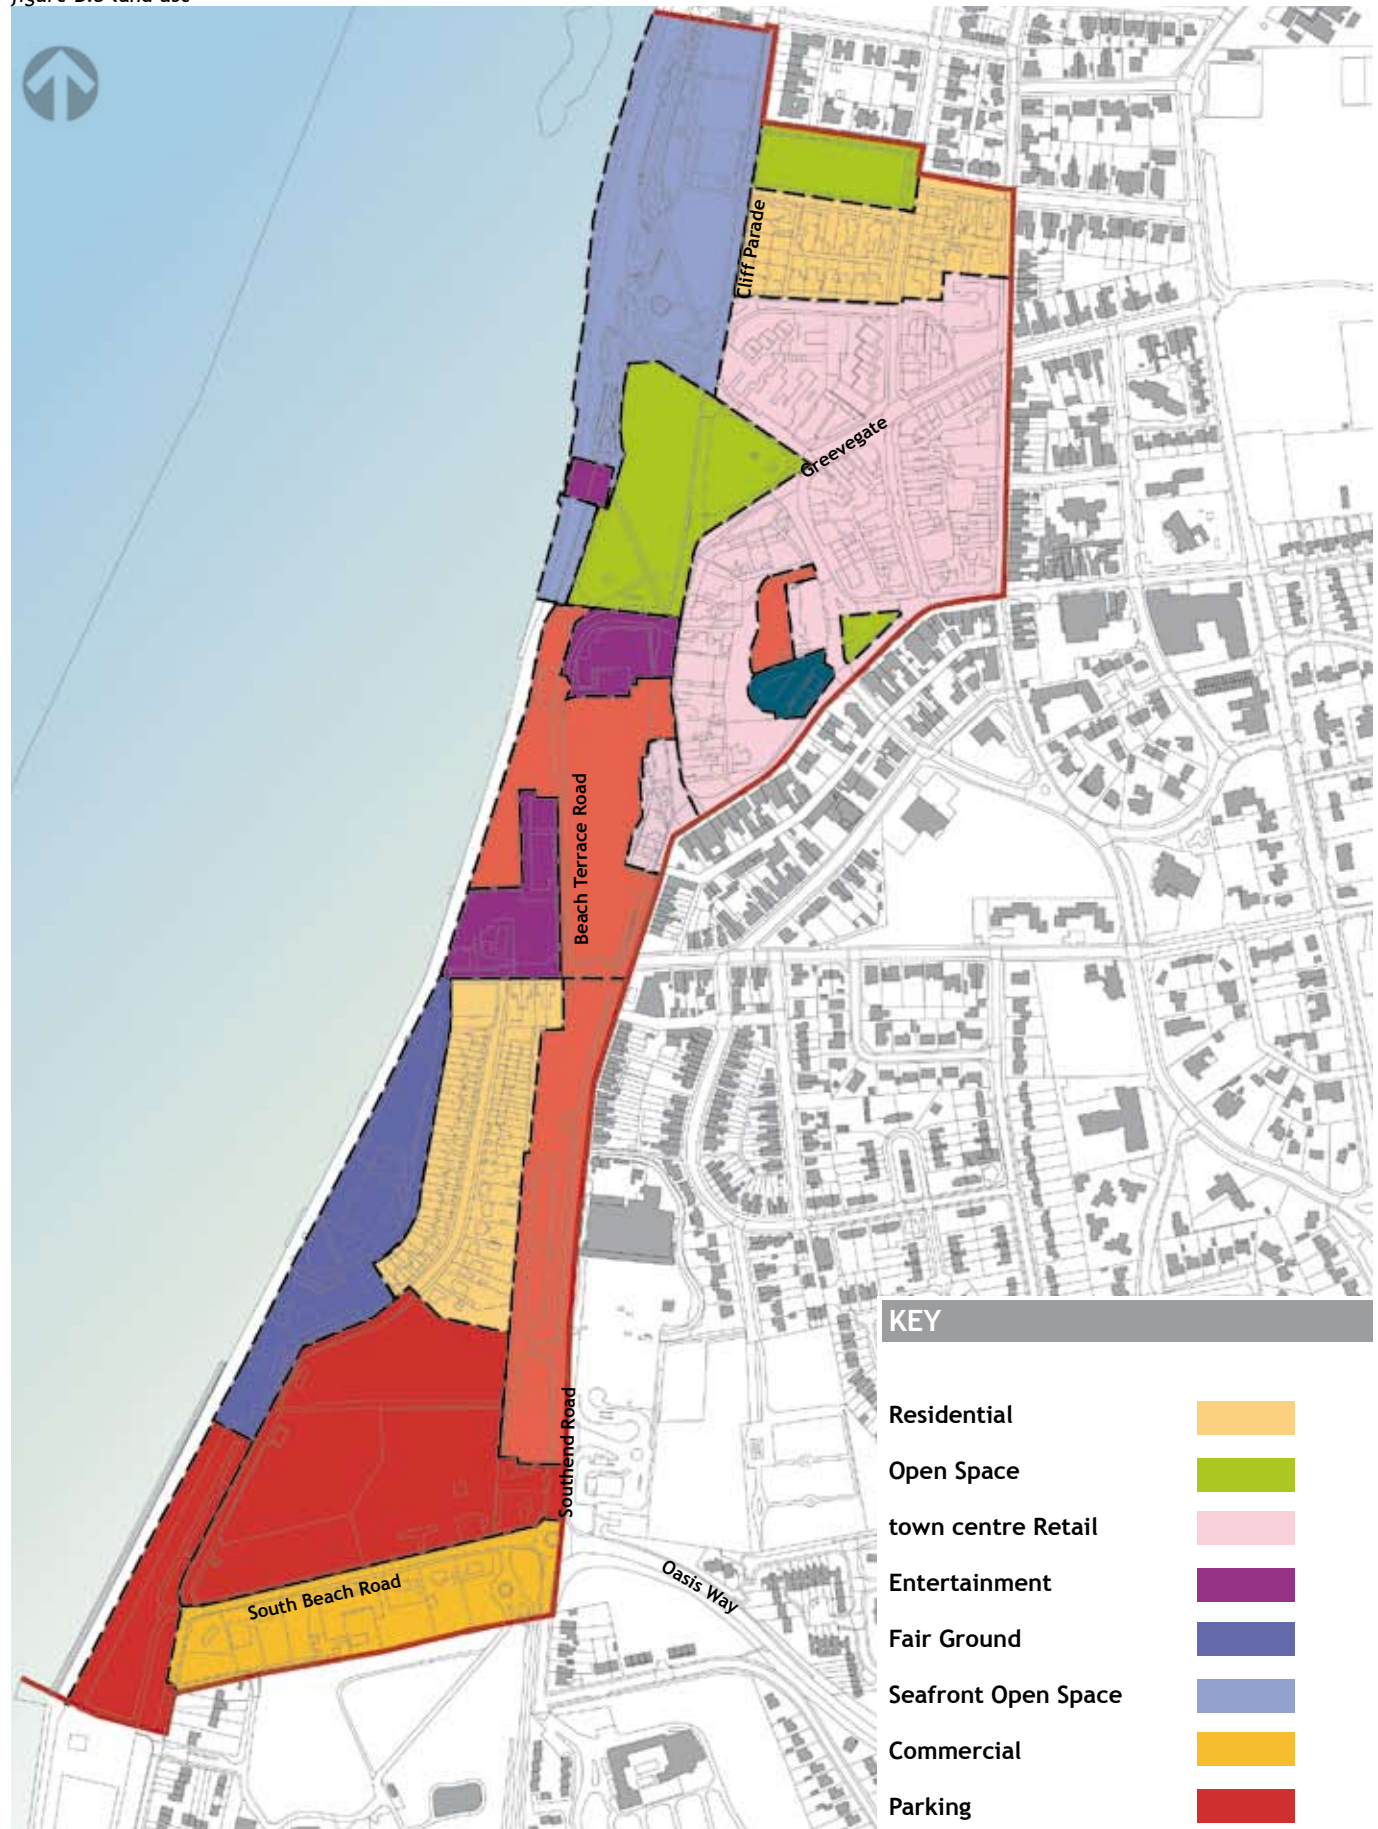 Cliff Parade
Greevegate
Beach Terrace Road
Southend Road
South Beach Road
Oasis Way
KEY
Residential
Open Space
town centre Retail
Entertainment
Fair Ground
Seafront Open Space
Commercial
Parking